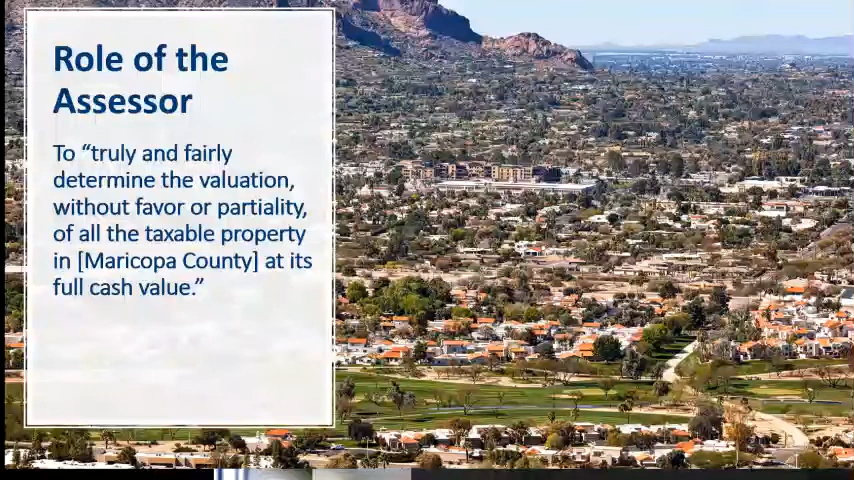 Role of the
Assessor
To “truly and fairly
determine the valuation,
without favor or partiality,
of all the taxable property
in [Maricopa County] at its
full cash value.”